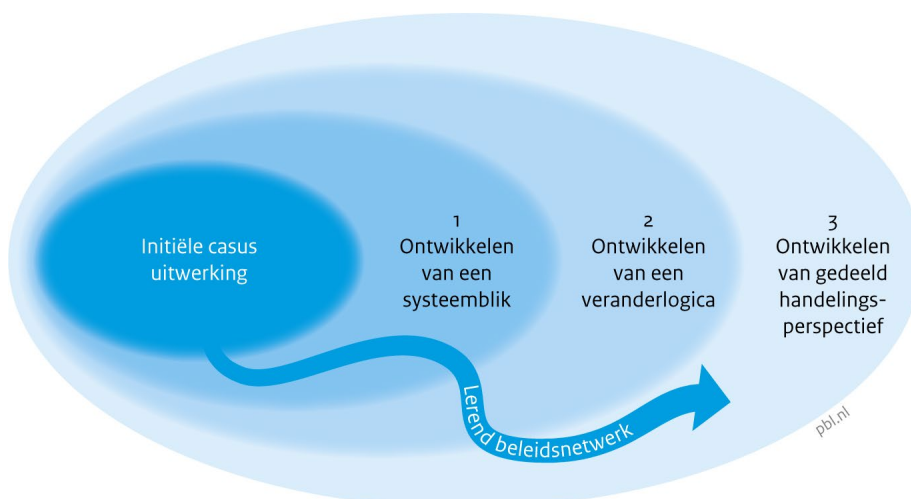 Initiële casus
uitwerking
1
Ontwikkelen
van een
systeemblik
2
Ontwikkelen
van een
veranderlogica
3
Ontwikkelen
van gedeeld
handelings-
perspectief
Lerend beleidsnetwerk
pbl.nl